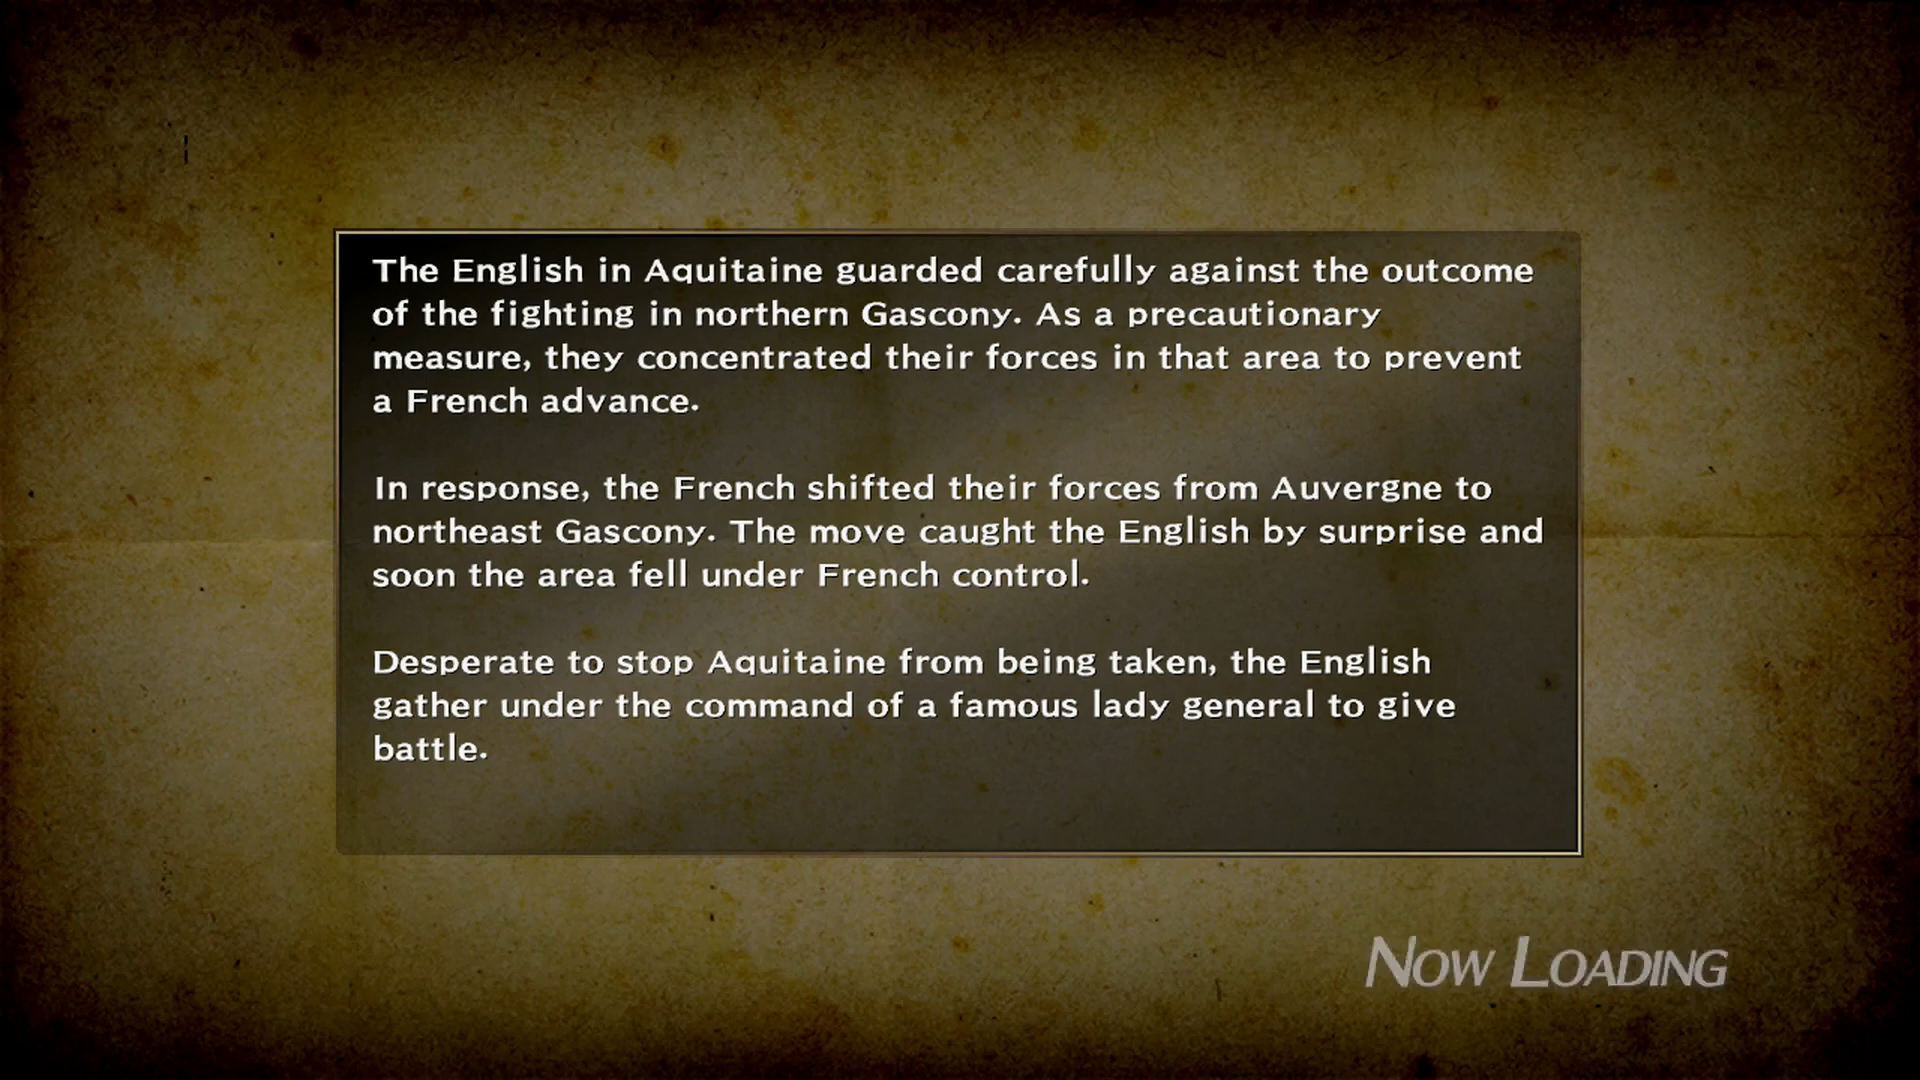 The English in Aquitaine guarded carefully against the outcome
of the fighting in northern Gascony. As a precautionary
measure, they concentrated their forces in that area to prevent
a French advance.
In response, the French shifted their forces from Auvergne to
northeast Gascony. The move caught the English by surprise and
soon the area fell under French control.
Desperate to stop Aquitaine from being taken, the English
gather under the command of a famous lady general to give
battle.
NOW LOADING